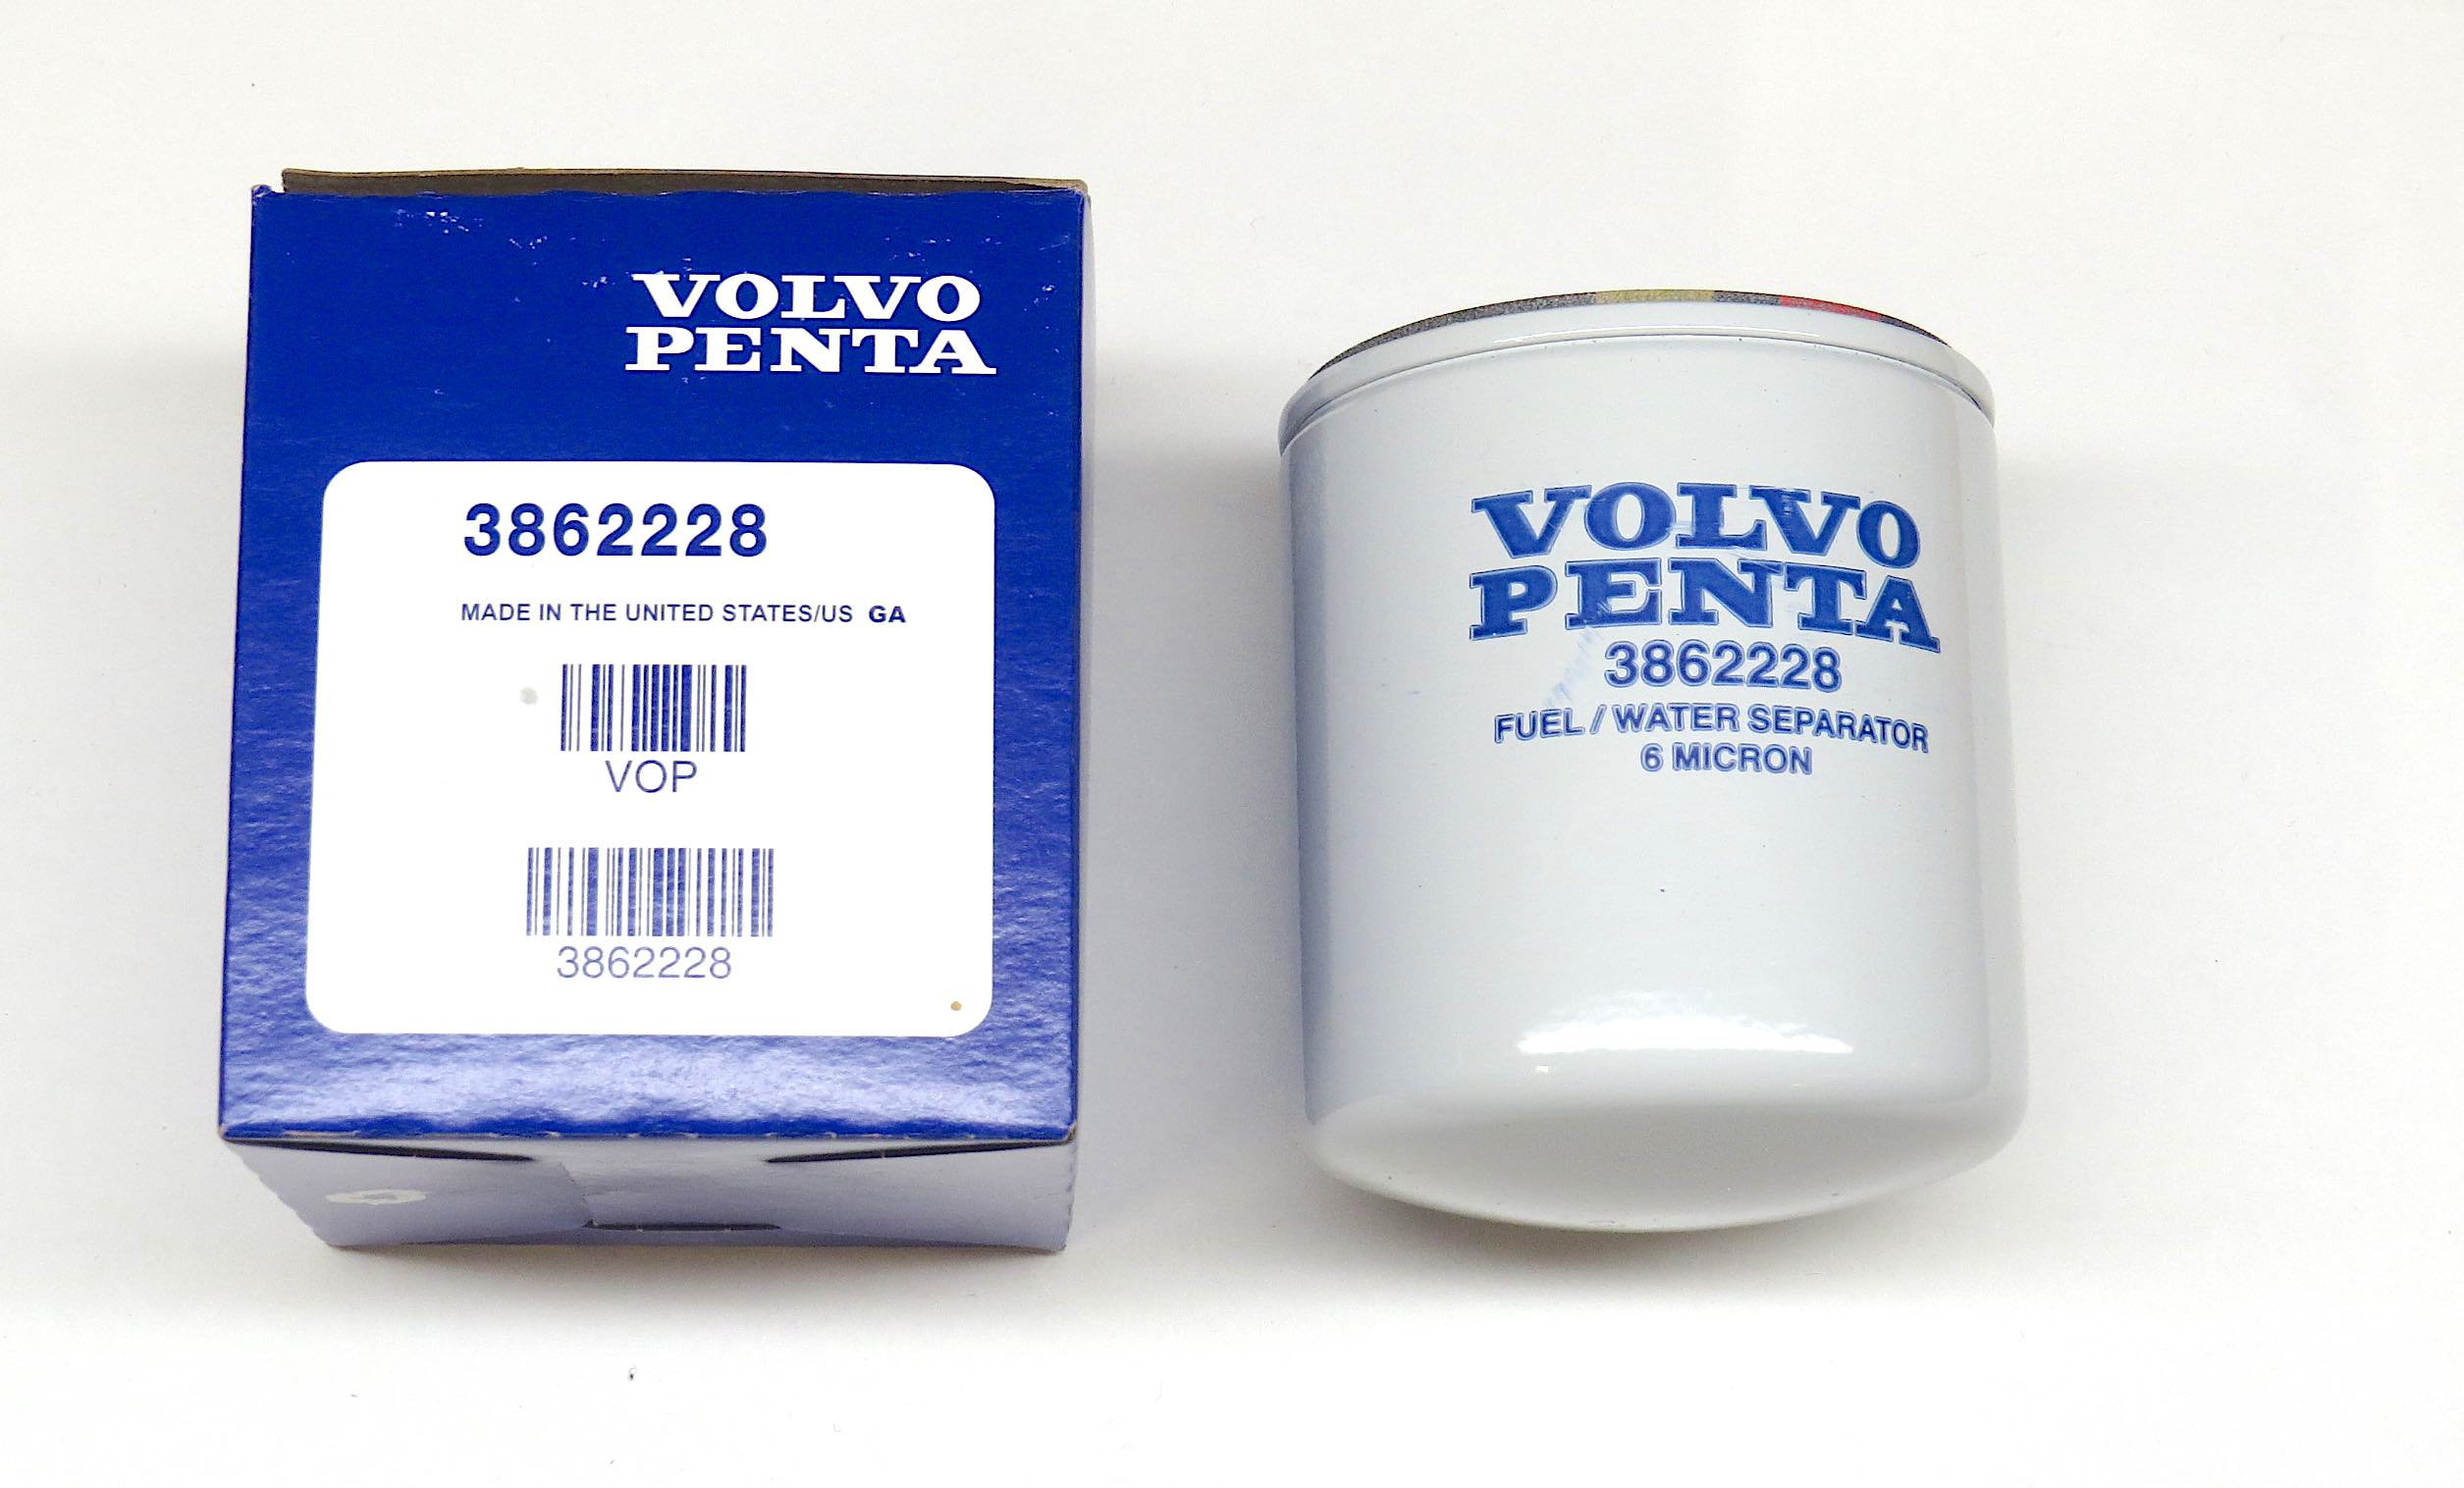 VOLVO
PENTA
3862228
MADE IN THE UNITED STATES/US GA
VOP
3862228
VOLVO
PENTA
3862228
FUEL / WATER SEPARATOR
6 MICRON